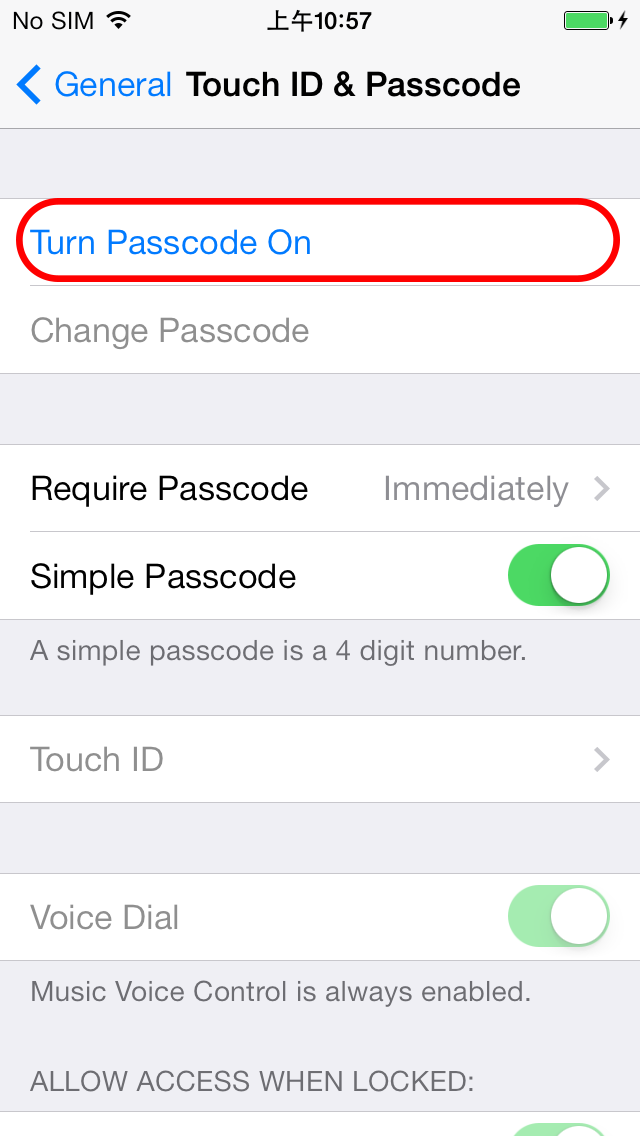 No SIM 上午10:57
General Touch ID & Passcode
Turn Passcode On
Change Passcode
Require Passcode Immediately
Simple Passcode
A simple passcode is a 4 digit number.
Touch ID
Voice Dial
Music Voice Control is always enabled.
ALLOW ACCESS WHEN LOCKED: